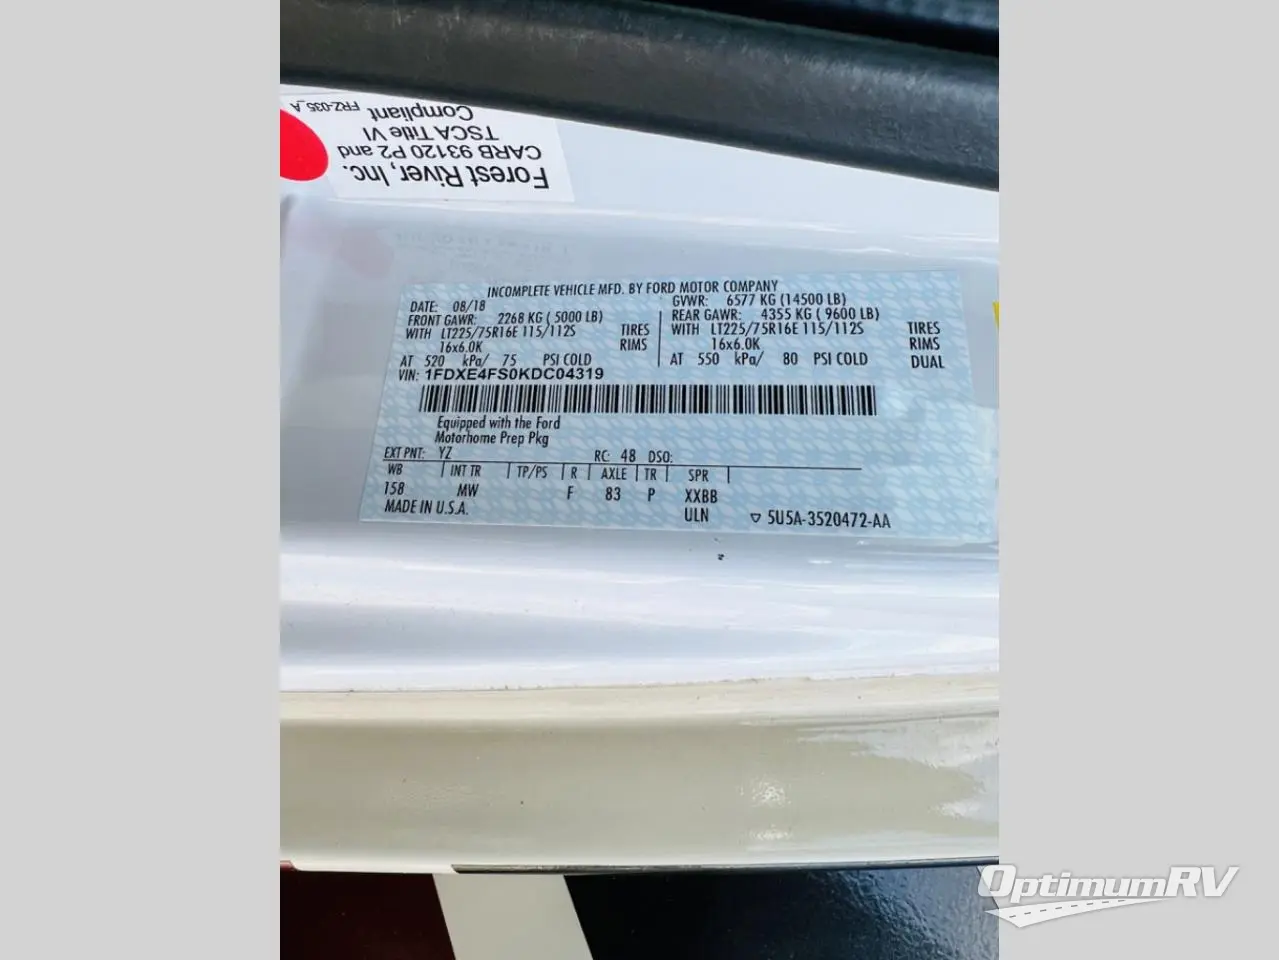 Forest River, Inc.
CARB 93120 P2 and
TSCA Title VI
Compliant FRZ-035_A
INCOMPLETE VEHICLE MFD. BY FORD MOTOR COMPANY
DATE: 08/18 GVWR: 6577 KG (14500 LB)
FRONT GAWR: 2268 KG ( 5000 LB) REAR GAWR: 4355 KG ( 9600 LB)
WITH LT225/75R16E 115/112S TIRES WITH LT225/75R16E 115/112S TIRES
16x6.0K RIMS 16x6.0K RIMS
AT 520 kPa/ 75 PSI COLD AT 550 kPa/ 80 PSI COLD DUAL
VIN: 1FDXE4FS0KDC04319
Equipped with the Ford
Motorhome Prep Pkg
EXT PNT: YZ RC: 48 DSO:
WB INT TR TP/PS R AXLE TR SPR
158 MW F 83 P XXBB
MADE IN U.S.A. ULN ▽ 5U5A-3520472-AA
OptimumRV